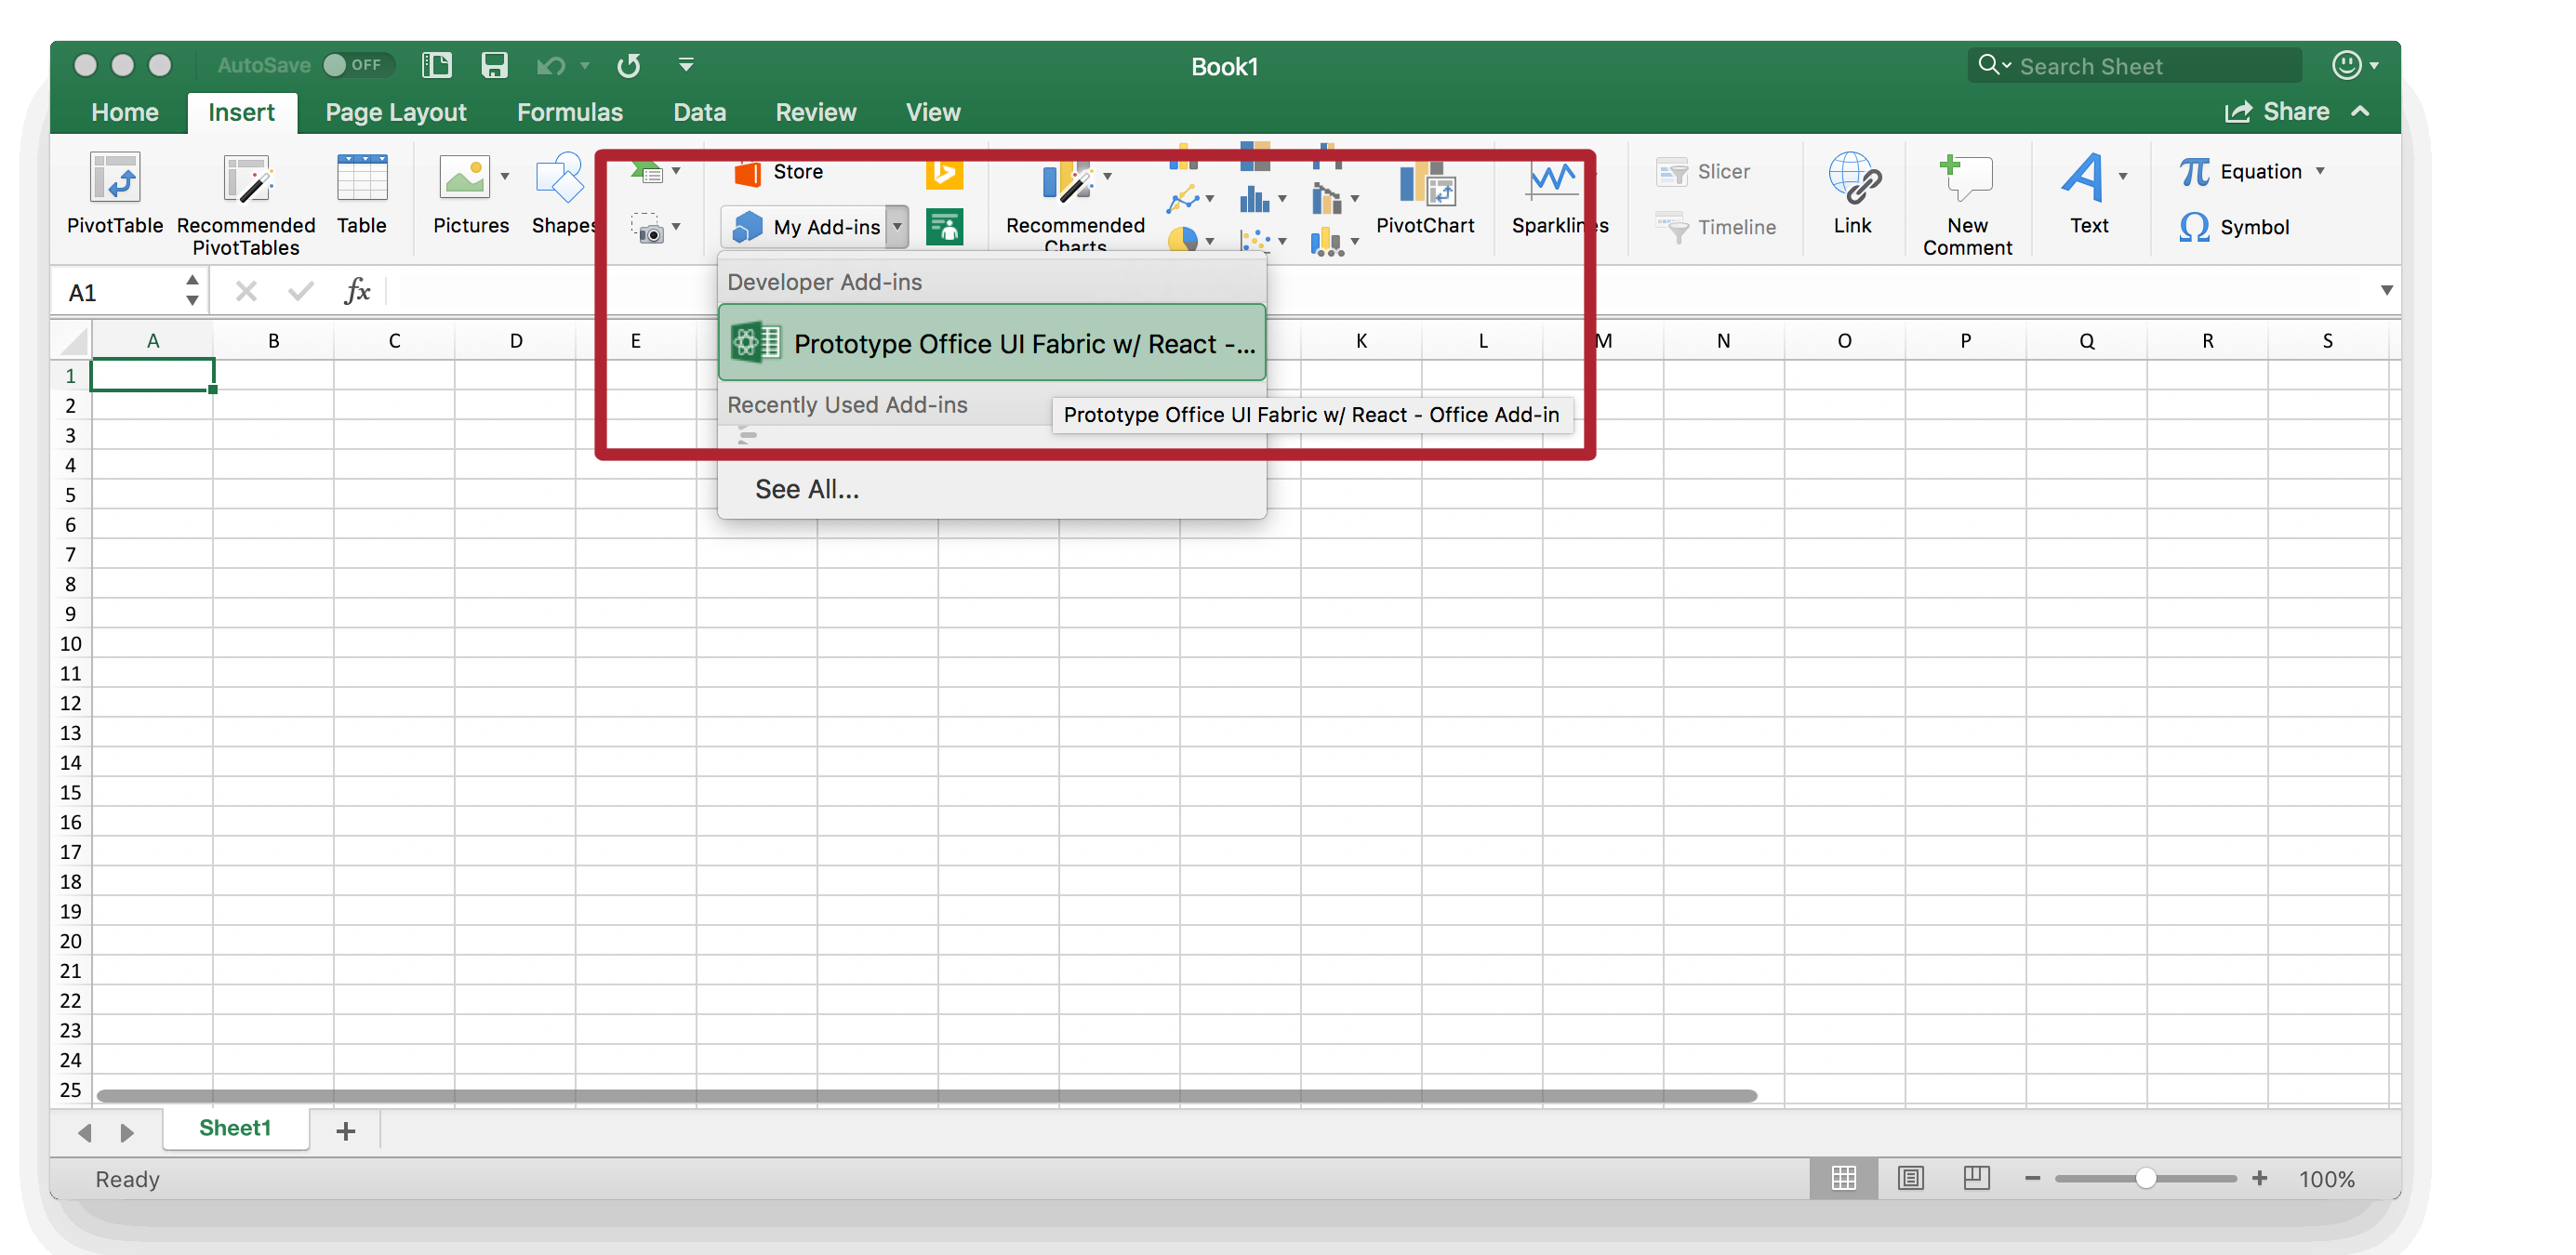 AutoSave OFF
Book1
Search Sheet
Home Insert Page Layout Formulas Data Review View
Share
PivotTable
Recommended
PivotTables
Table
Pictures
Shapes
Store
My Add-ins
Recommended
Charts
PivotChart
Sparklines
Slicer
Timeline
Link
New
Comment
Text
Equation
Symbol
A1
fx
Developer Add-ins
Prototype Office UI Fabric w/ React -...
Recently Used Add-ins
Prototype Office UI Fabric w/ React - Office Add-in
See All...
A B C D E K L M N O P Q R S
1
2
3
4
5
6
7
8
9
10
11
12
13
14
15
16
17
18
19
20
21
22
23
24
25
Sheet1 +
Ready
100%